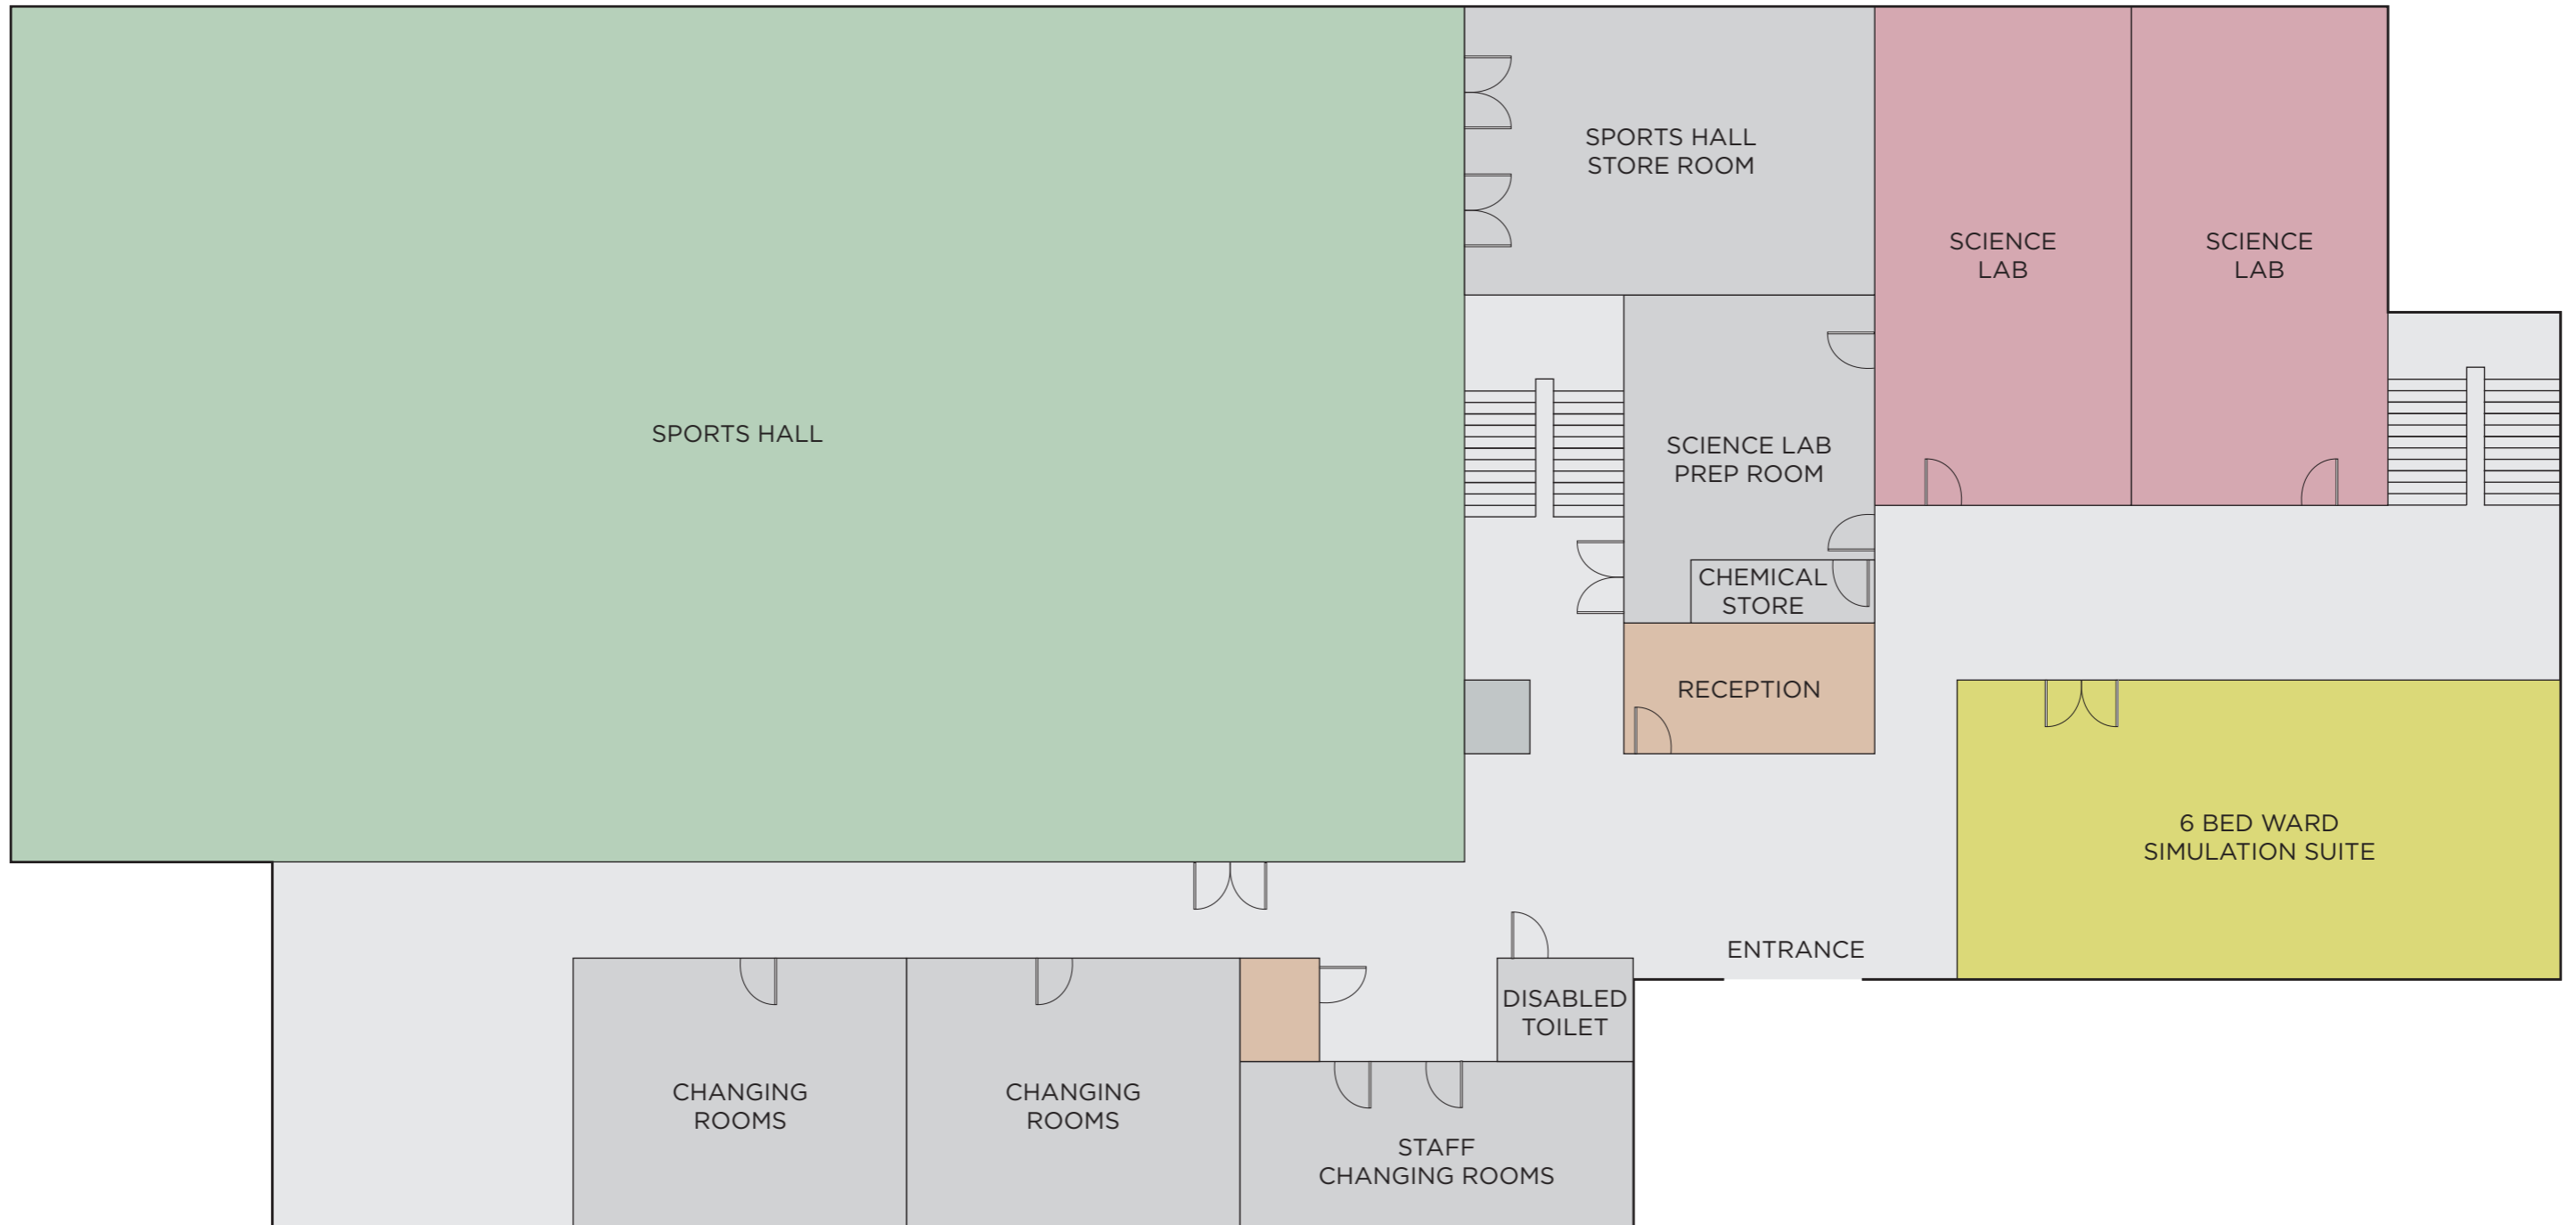 SPORTS HALL
STORE ROOM
SCIENCE
LAB
SCIENCE
LAB
SPORTS HALL
SCIENCE LAB
PREP ROOM
CHEMICAL
STORE
RECEPTION
6 BED WARD
SIMULATION SUITE
ENTRANCE
DISABLED
TOILET
CHANGING
ROOMS
CHANGING
ROOMS
STAFF
CHANGING ROOMS